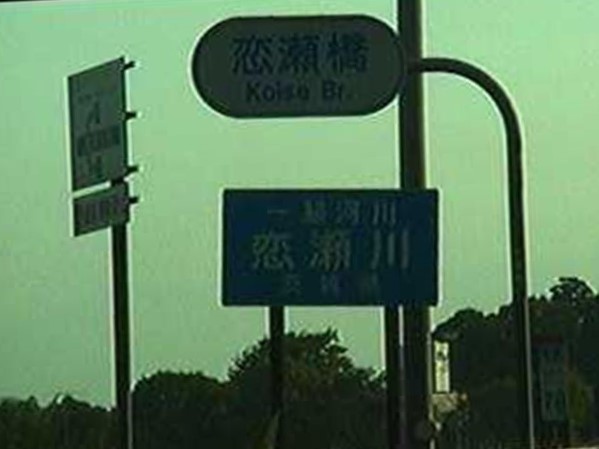 恋瀬橋
Koise Br.
一級河川
恋瀬川
茨城県